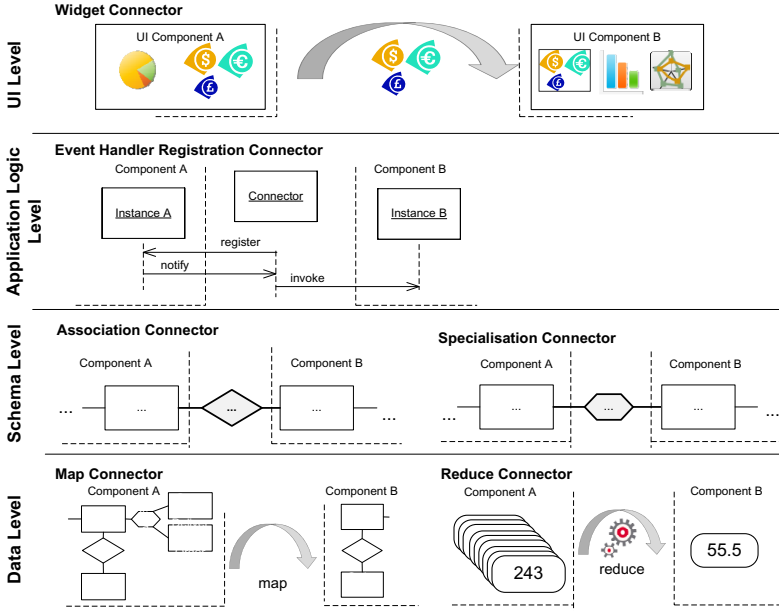 Widget Connector
UI Level
UI Component A
$ €
£
$ €
£
UI Component B
$ €
£
Application Logic
Level
Event Handler Registration Connector
Component A
Component B
Instance A
Connector
Instance B
register
notify
invoke
Schema Level
Association Connector
Component A
Component B
... ... ... ... ...
Specialisation Connector
Component A
Component B
... ... ... ... ...
Data Level
Map Connector
Component A
Component B
map
Reduce Connector
Component A
Component B
243
reduce
55.5